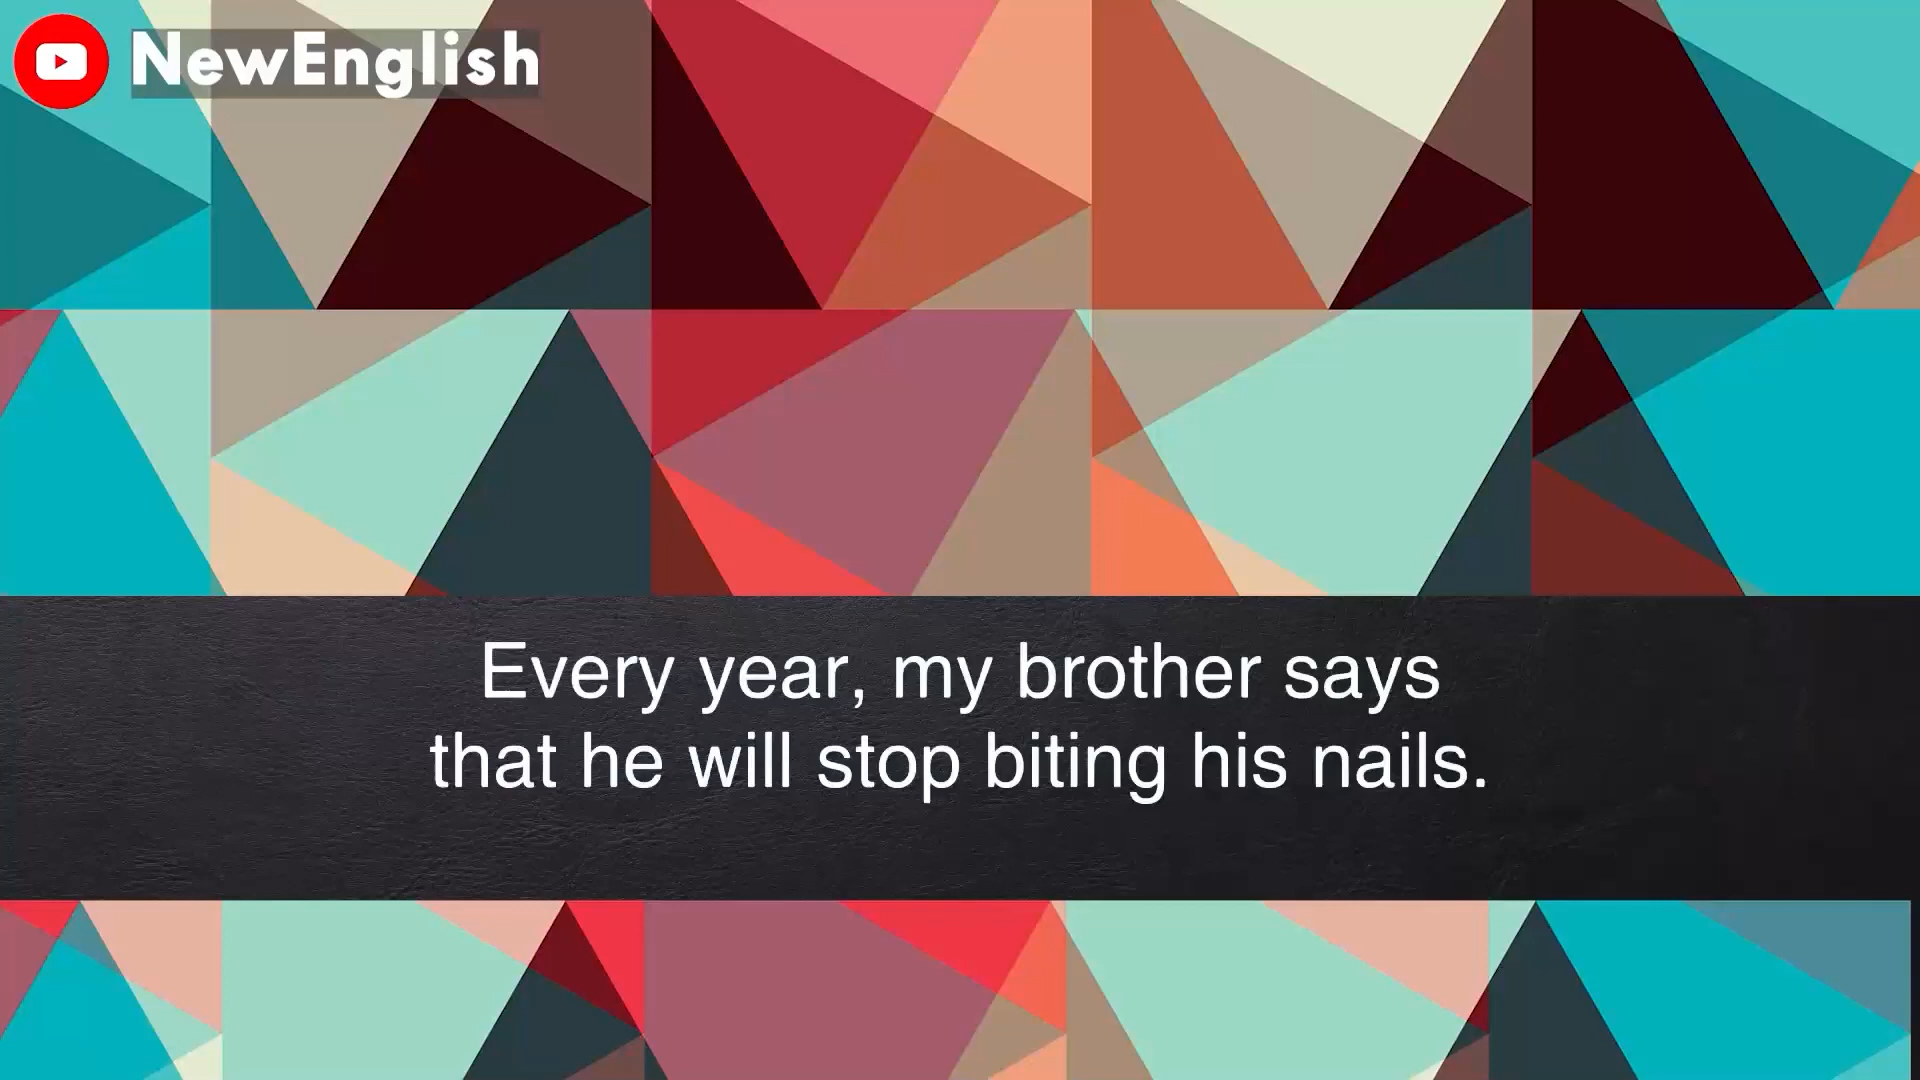 NewEnglish
Every year, my brother says
that he will stop biting his nails.